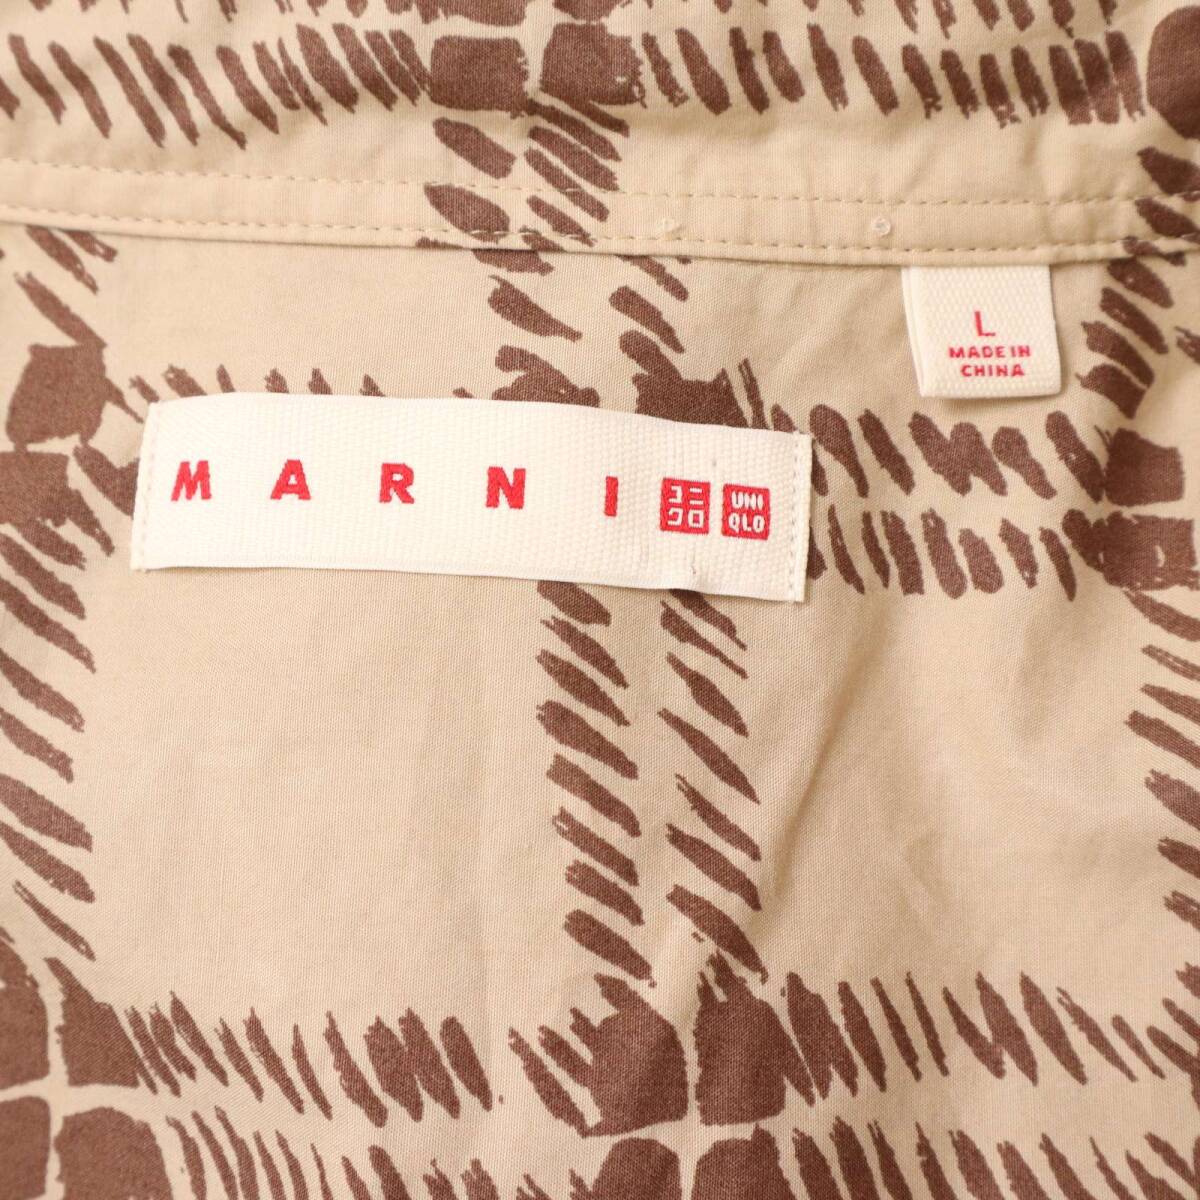 L
MADE IN
CHINA
MARNI ユニ UNI
クロ QLO